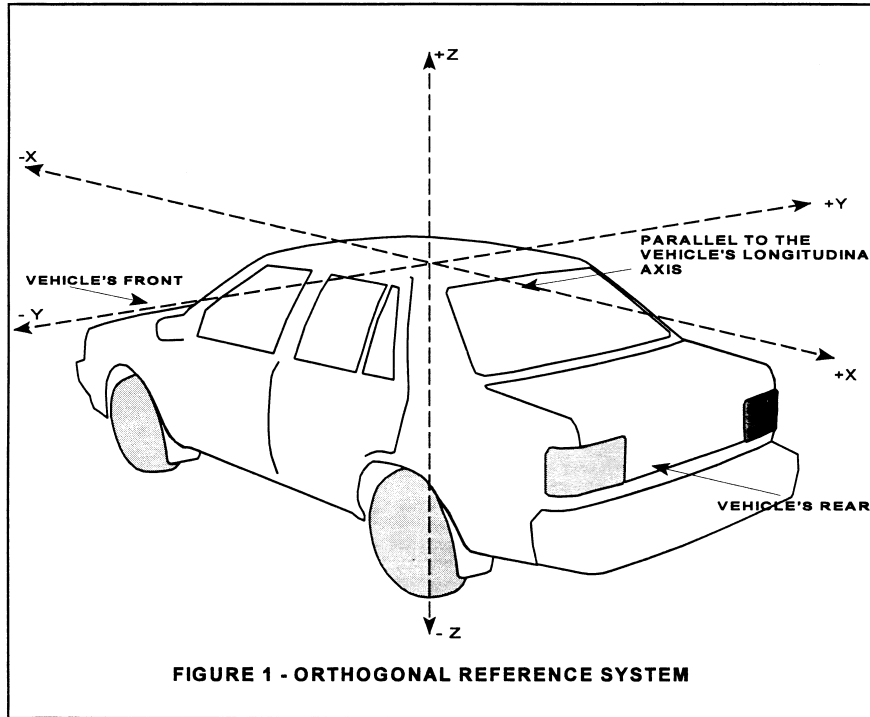 +Z
-X
+Y
PARALLEL TO THE
VEHICLE'S LONGITUDINA
AXIS
VEHICLE'S FRONT
- Y
+X
VEHICLE'S REAR
- Z
FIGURE 1 - ORTHOGONAL REFERENCE SYSTEM